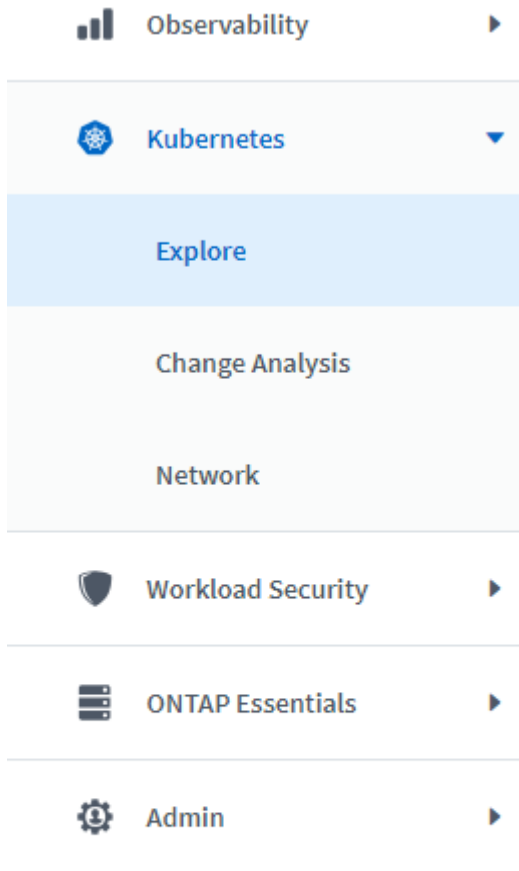 Observability
Kubernetes
Explore
Change Analysis
Network
Workload Security
ONTAP Essentials
Admin